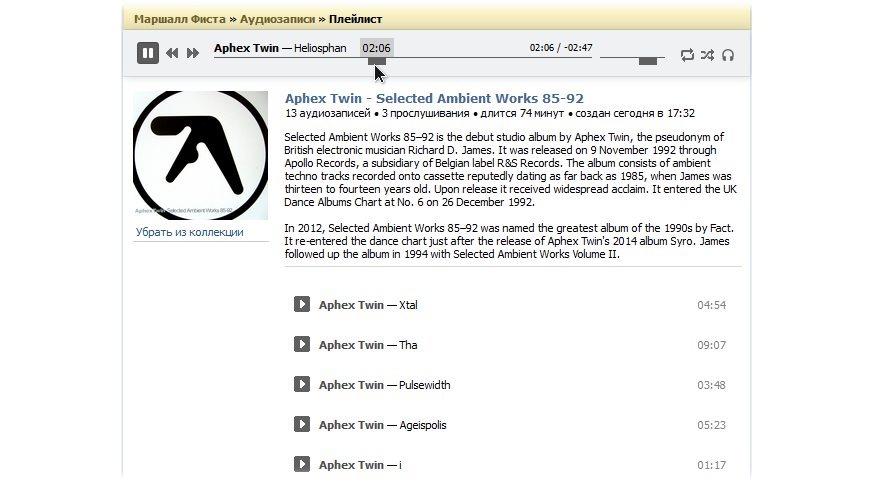 Маршалл Фиста » Аудиозаписи » Плейлист
Aphex Twin — Heliosphan 02:06 02:06 / -02:47
Aphex Twin - Selected Ambient Works 85-92
13 аудиозаписей • 3 прослушивания • длится 74 минут • создан сегодня в 17:32
Selected Ambient Works 85–92 is the debut studio album by Aphex Twin, the pseudonym of
British electronic musician Richard D. James. It was released on 9 November 1992 through
Apollo Records, a subsidiary of Belgian label R&S Records. The album consists of ambient
techno tracks recorded onto cassette reputedly dating as far back as 1985, when James was
thirteen to fourteen years old. Upon release it received widespread acclaim. It entered the UK
Dance Albums Chart at No. 6 on 26 December 1992.
In 2012, Selected Ambient Works 85–92 was named the greatest album of the 1990s by Fact.
It re-entered the dance chart just after the release of Aphex Twin's 2014 album Syro. James
followed up the album in 1994 with Selected Ambient Works Volume II.
Aphex Twin Selected Ambient Works 85-92
Убрать из коллекции
Aphex Twin — Xtal 04:54
Aphex Twin — Tha 09:07
Aphex Twin — Pulsewidth 03:48
Aphex Twin — Ageispolis 05:23
Aphex Twin — i 01:17